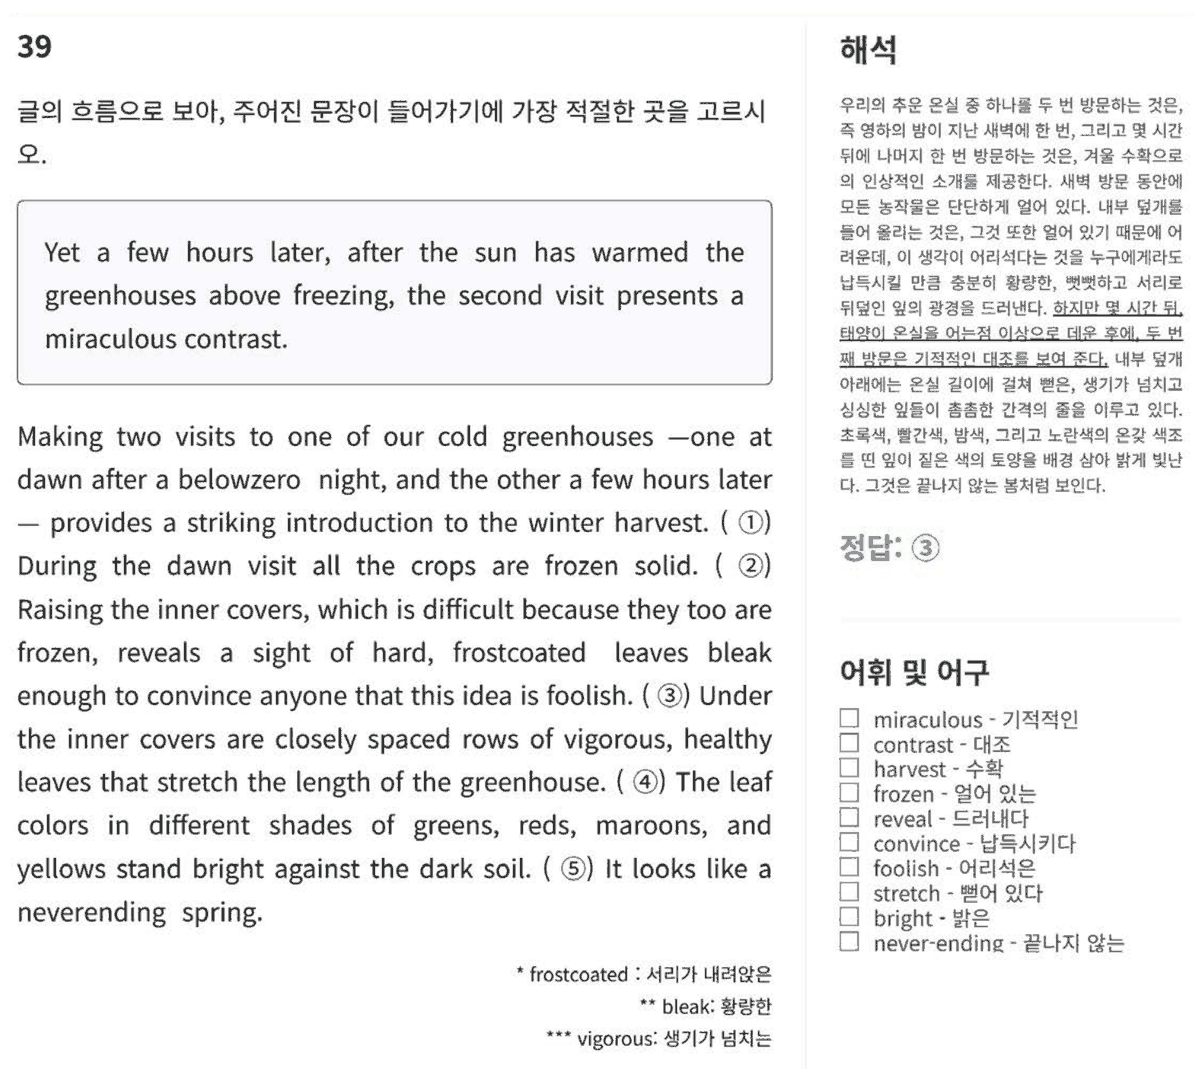 39
글의 흐름으로 보아, 주어진 문장이 들어가기에 가장 적절한 곳을 고르시
오.
Yet a few hours later, after the sun has warmed the
greenhouses above freezing, the second visit presents a
miraculous contrast.
Making two visits to one of our cold greenhouses —one at
dawn after a belowzero night, and the other a few hours later
— provides a striking introduction to the winter harvest. ( ①)
During the dawn visit all the crops are frozen solid. ( ②)
Raising the inner covers, which is difficult because they too are
frozen, reveals a sight of hard, frostcoated leaves bleak
enough to convince anyone that this idea is foolish. ( ③) Under
the inner covers are closely spaced rows of vigorous, healthy
leaves that stretch the length of the greenhouse. ( ④) The leaf
colors in different shades of greens, reds, maroons, and
yellows stand bright against the dark soil. ( ⑤) It looks like a
neverending spring.
* frostcoated : 서리가 내려앉은
** bleak: 황량한
*** vigorous: 생기가 넘치는
해석
우리의 추운 온실 중 하나를 두 번 방문하는 것은,
즉 영하의 밤이 지난 새벽에 한 번, 그리고 몇 시간
뒤에 나머지 한 번 방문하는 것은, 겨울 수확으로
의 인상적인 소개를 제공한다. 새벽 방문 동안에
모든 농작물은 단단하게 얼어 있다. 내부 덮개를
들어 올리는 것은, 그것 또한 얼어 있기 때문에 어
려운데, 이 생각이 어리석다는 것을 누구에게라도
납득시킬 만큼 충분히 황량한, 뻣뻣하고 서리로
뒤덮인 잎의 광경을 드러낸다. 하지만 몇 시간 뒤,
태양이 온실을 어는점 이상으로 데운 후에, 두 번
째 방문은 기적적인 대조를 보여 준다. 내부 덮개
아래에는 온실 길이에 걸쳐 뻗은, 생기가 넘치고
싱싱한 잎들이 촘촘한 간격의 줄을 이루고 있다.
초록색, 빨간색, 밤색, 그리고 노란색의 온갖 색조
를 띤 잎이 짙은 색의 토양을 배경 삼아 밝게 빛난
다. 그것은 끝나지 않는 봄처럼 보인다.
정답: ③
어휘 및 어구
miraculous - 기적적인
contrast - 대조
harvest - 수확
frozen - 얼어 있는
reveal - 드러내다
convince - 납득시키다
foolish - 어리석은
stretch - 뻗어 있다
bright - 밝은
never-ending - 끝나지 않는